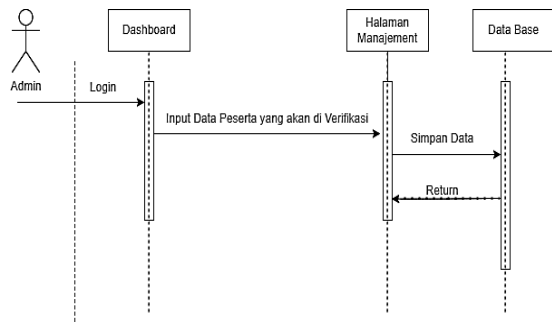 Dashboard
Halaman
Manajement
Data Base
Admin
Login
Input Data Peserta yang akan di Verifikasi
Simpan Data
Return